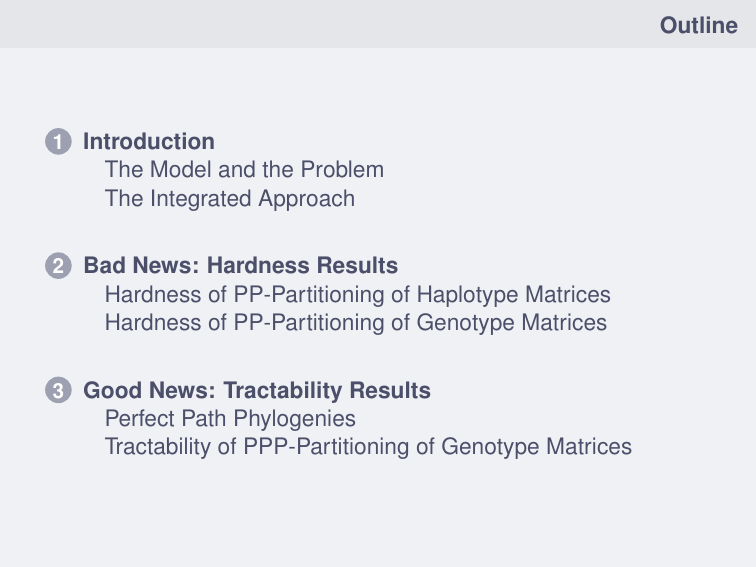 Outline
1 Introduction
The Model and the Problem
The Integrated Approach
2 Bad News: Hardness Results
Hardness of PP-Partitioning of Haplotype Matrices
Hardness of PP-Partitioning of Genotype Matrices
3 Good News: Tractability Results
Perfect Path Phylogenies
Tractability of PPP-Partitioning of Genotype Matrices